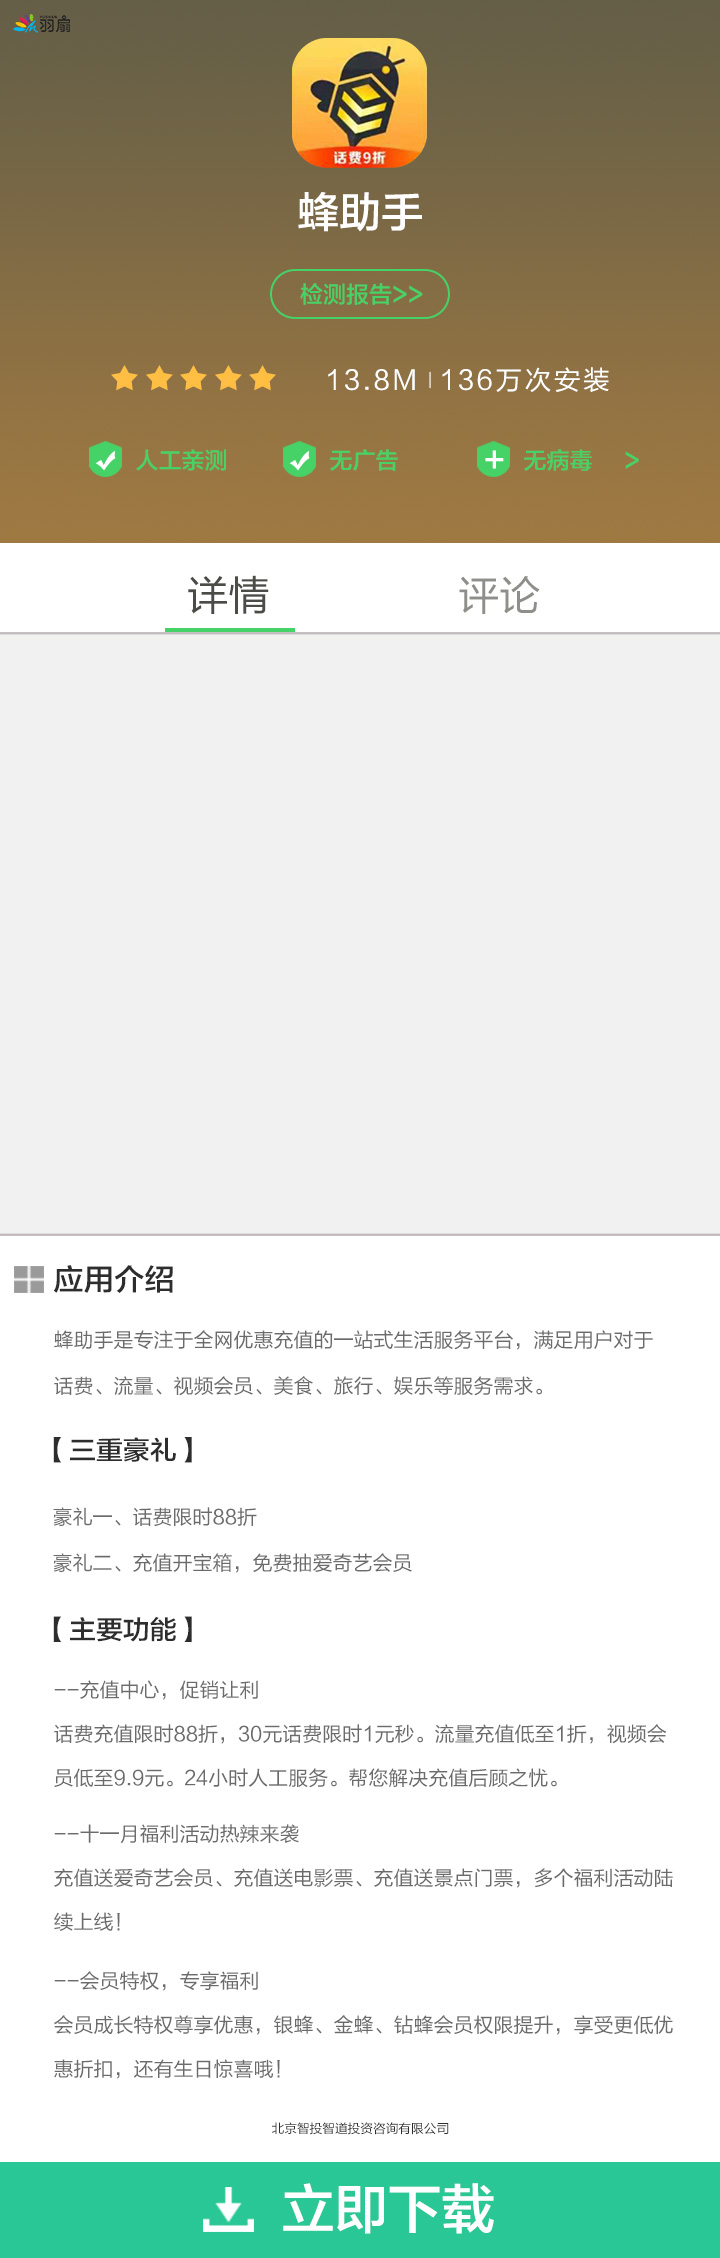 羽扇
话费9折
蜂助手
检测报告>>
13.8M | 136万次安装
人工亲测 无广告 无病毒 >
详情 评论
应用介绍
蜂助手是专注于全网优惠充值的一站式生活服务平台，满足用户对于
话费、流量、视频会员、美食、旅行、娱乐等服务需求。
【三重豪礼】
豪礼一、话费限时88折
豪礼二、充值开宝箱，免费抽爱奇艺会员
【主要功能】
--充值中心，促销让利
话费充值限时88折，30元话费限时1元秒。流量充值低至1折，视频会
员低至9.9元。24小时人工服务。帮您解决充值后顾之忧。
--十一月福利活动热辣来袭
充值送爱奇艺会员、充值送电影票、充值送景点门票，多个福利活动陆
续上线！
--会员特权，专享福利
会员成长特权尊享优惠，银蜂、金蜂、钻蜂会员权限提升，享受更低优
惠折扣，还有生日惊喜哦！
北京智投智道投资咨询有限公司
立即下载